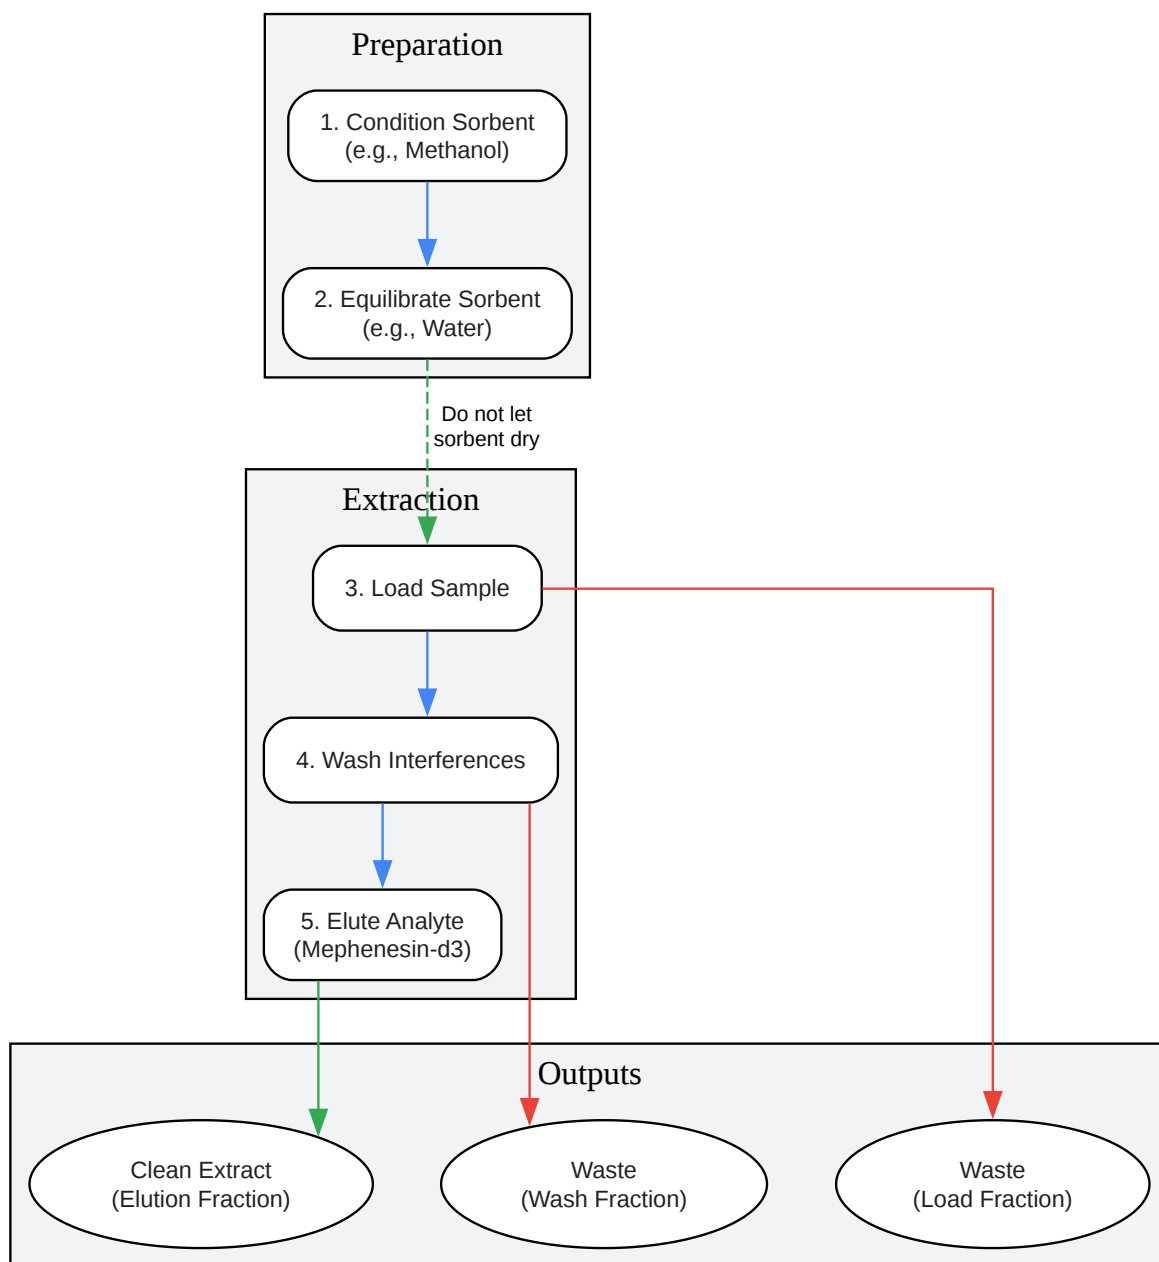 Preparation
1. Condition Sorbent
(e.g., Methanol)
2. Equilibrate Sorbent
(e.g., Water)
Do not let
sorbent dry
Extraction
3. Load Sample
4. Wash Interferences
5. Elute Analyte
(Mephenesin-d3)
Outputs
Clean Extract
(Elution Fraction)
Waste
(Wash Fraction)
Waste
(Load Fraction)